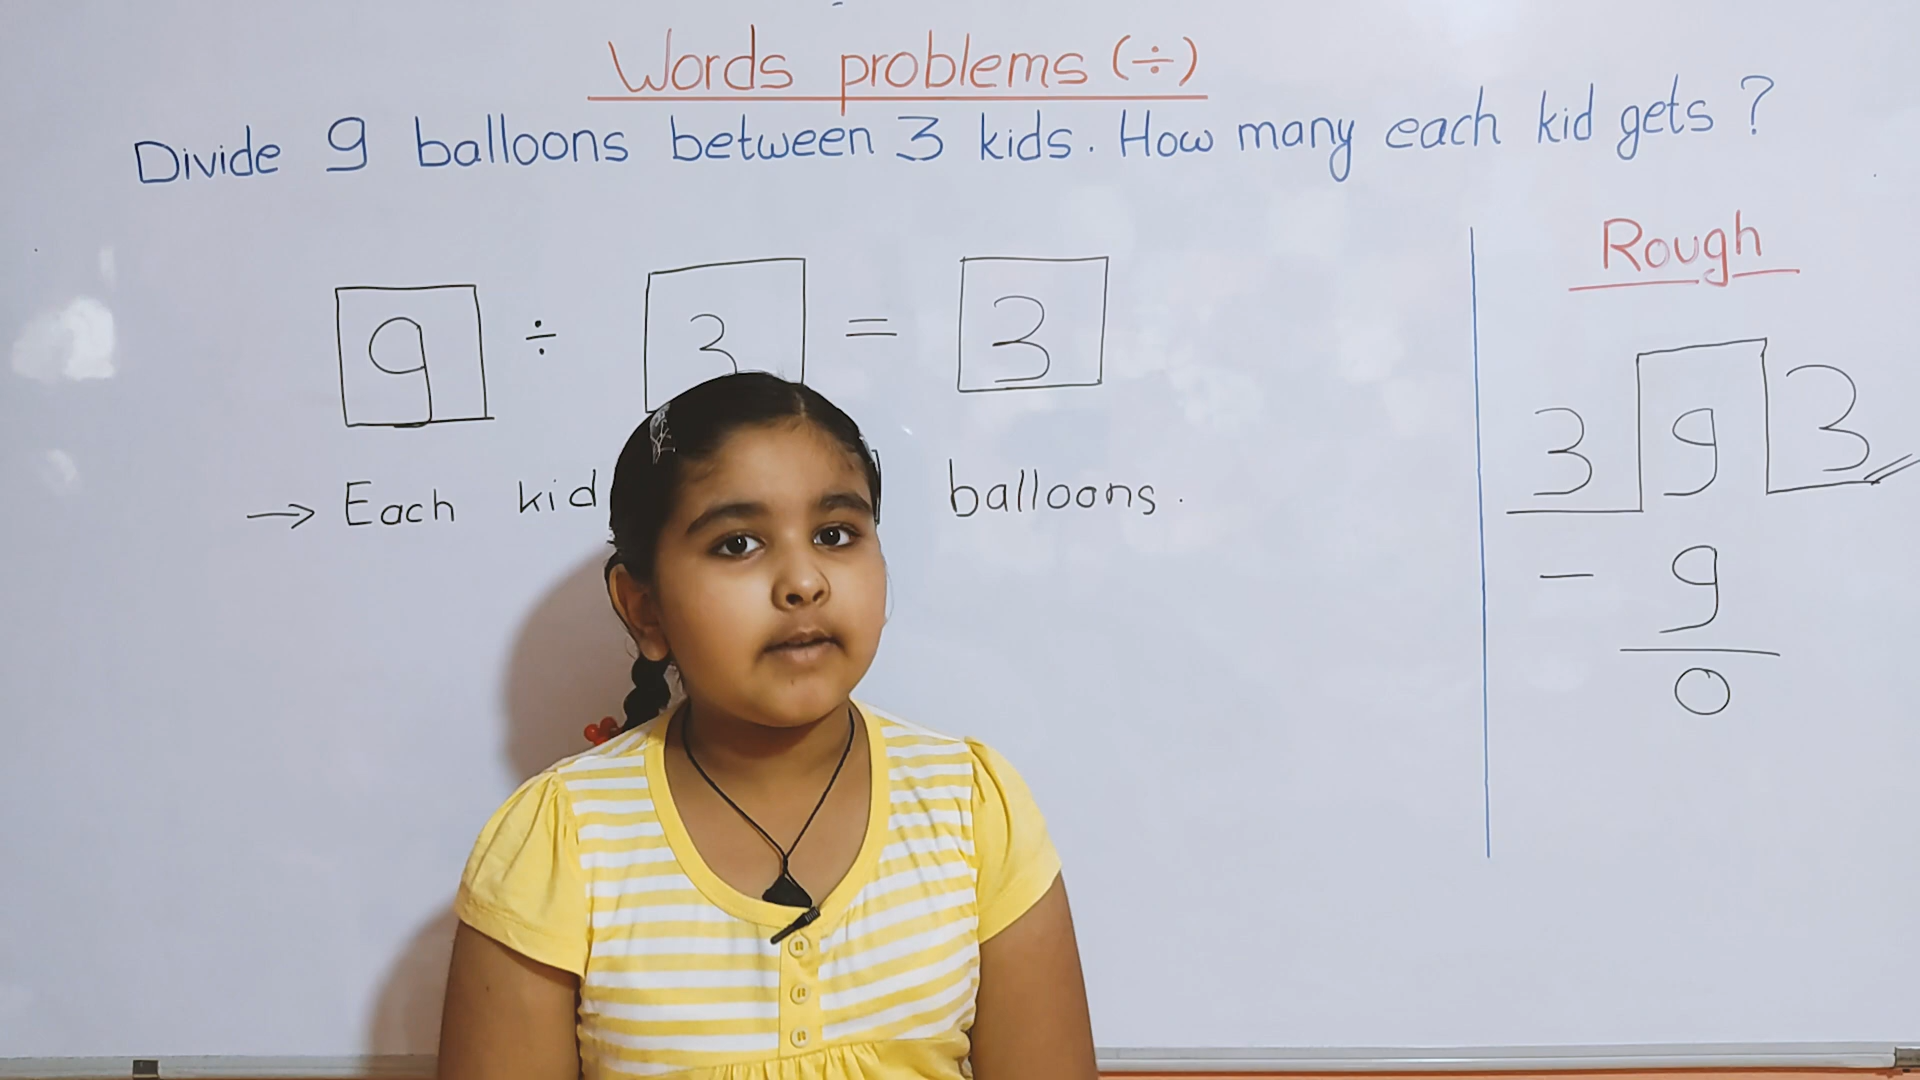 Words problems (÷)
Divide 9 balloons between 3 kids. How many each kid gets ?
9 ÷ 3 = 3
→ Each kid balloons.
Rough
3 9 3
- 9
0